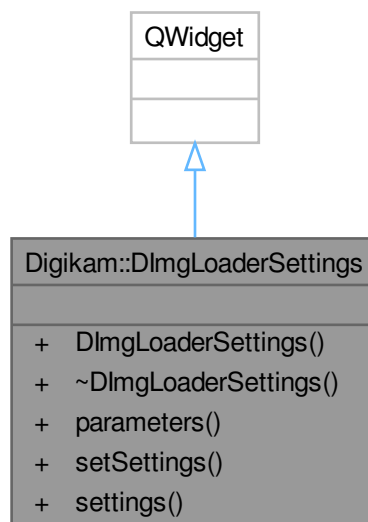 QWidget
Digikam::DImgLoaderSettings
+ DImgLoaderSettings()
+ ~DImgLoaderSettings()
+ parameters()
+ setSettings()
+ settings()